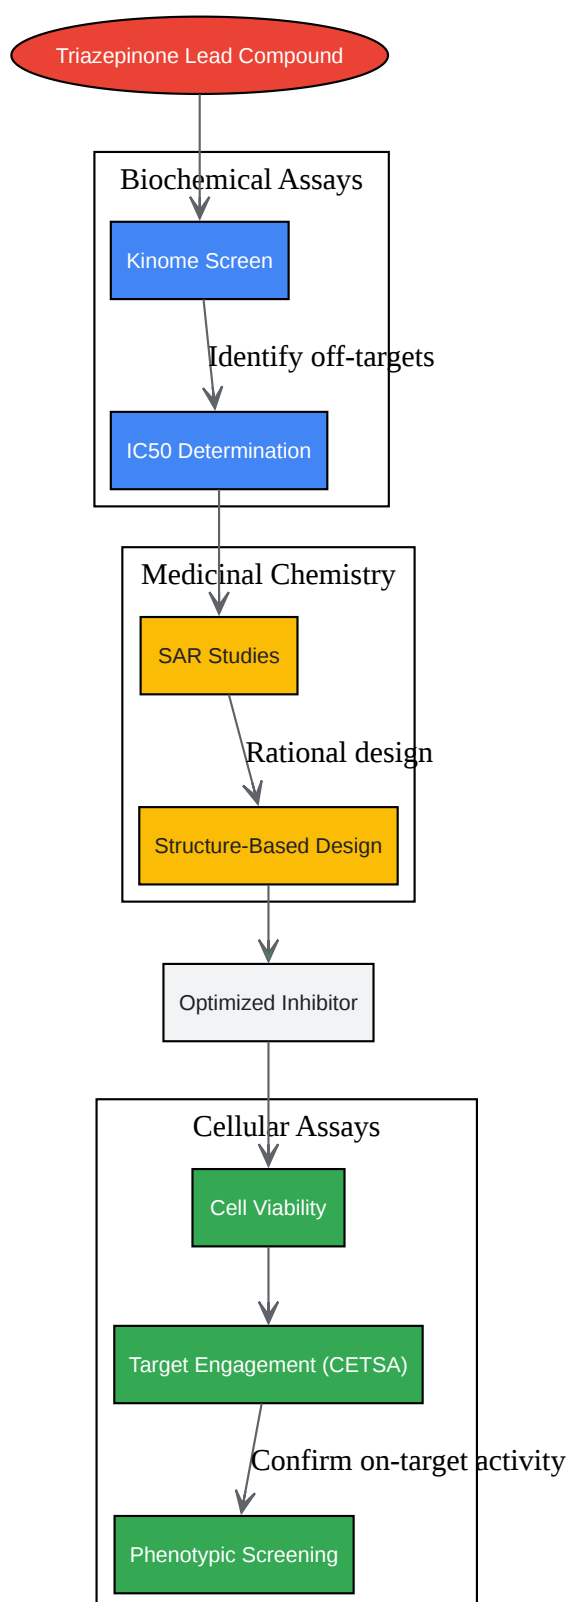 Triazepinone Lead Compound
Biochemical Assays
Kinome Screen
Identify off-targets
IC50 Determination
Medicinal Chemistry
SAR Studies
Rational design
Structure-Based Design
Optimized Inhibitor
Cellular Assays
Cell Viability
Target Engagement (CETSA)
Confirm on-target activity
Phenotypic Screening